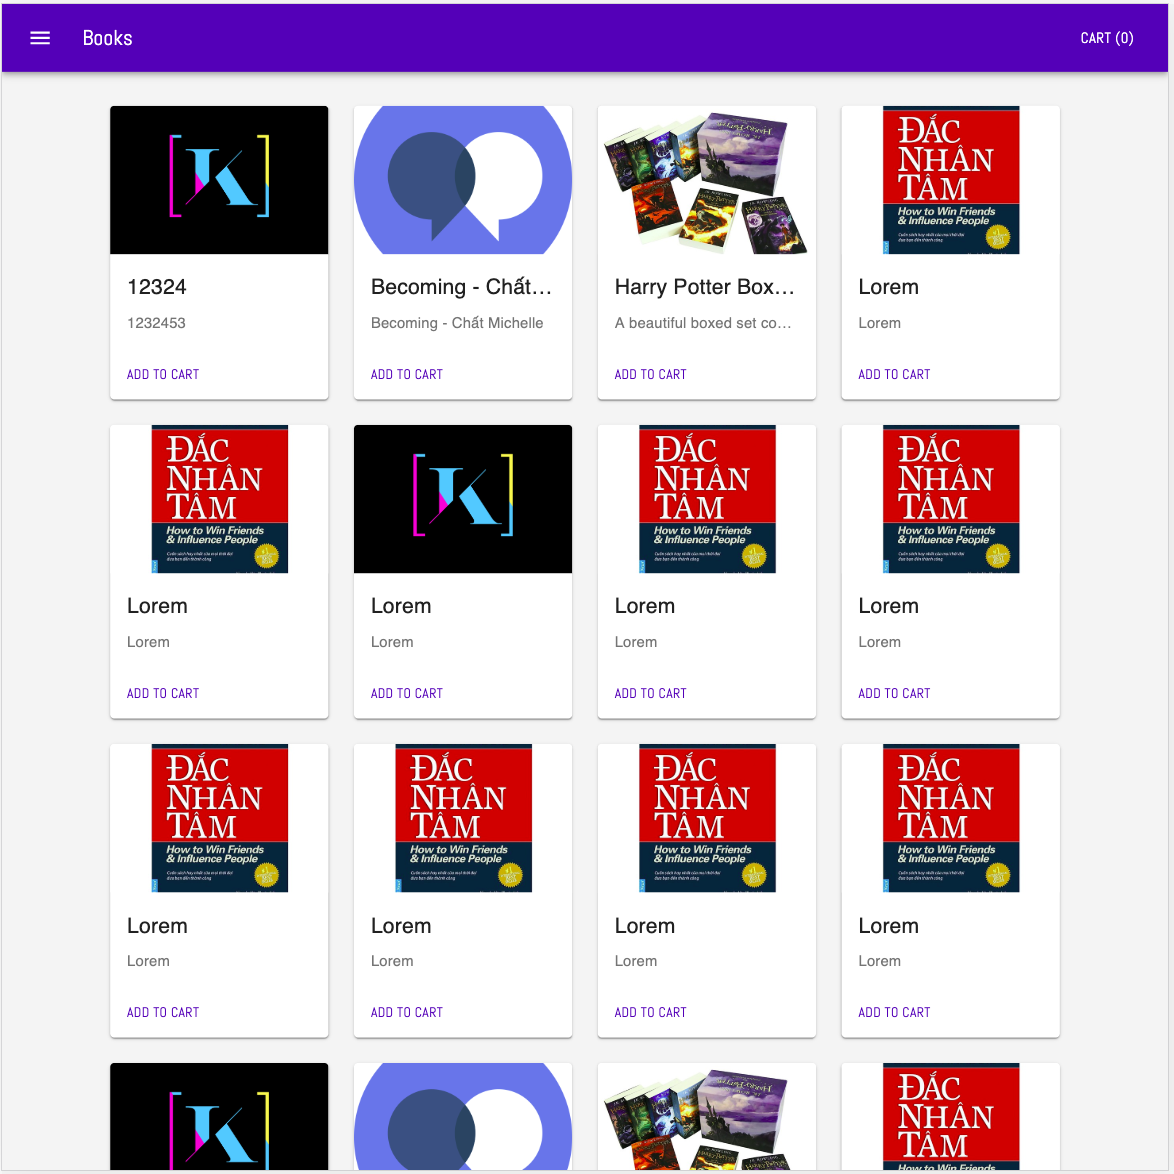 Books
CART (0)
12324
1232453
ADD TO CART
Becoming - Chất...
Becoming - Chất Michelle
ADD TO CART
Harry Potter Box...
A beautiful boxed set co...
ADD TO CART
ĐẮC
NHÂN
TÂM
How to Win Friends
& Influence People
Lorem
Lorem
ADD TO CART
ĐẮC
NHÂN
TÂM
How to Win Friends
& Influence People
Lorem
Lorem
ADD TO CART
K
Lorem
Lorem
ADD TO CART
ĐẮC
NHÂN
TÂM
How to Win Friends
& Influence People
Lorem
Lorem
ADD TO CART
ĐẮC
NHÂN
TÂM
How to Win Friends
& Influence People
Lorem
Lorem
ADD TO CART
ĐẮC
NHÂN
TÂM
How to Win Friends
& Influence People
Lorem
Lorem
ADD TO CART
ĐẮC
NHÂN
TÂM
How to Win Friends
& Influence People
Lorem
Lorem
ADD TO CART
ĐẮC
NHÂN
TÂM
How to Win Friends
& Influence People
Lorem
Lorem
ADD TO CART
ĐẮC
NHÂN
TÂM
How to Win Friends
& Influence People
Lorem
Lorem
ADD TO CART
ĐẮC
NHÂN
TÂM
How to Win Friends